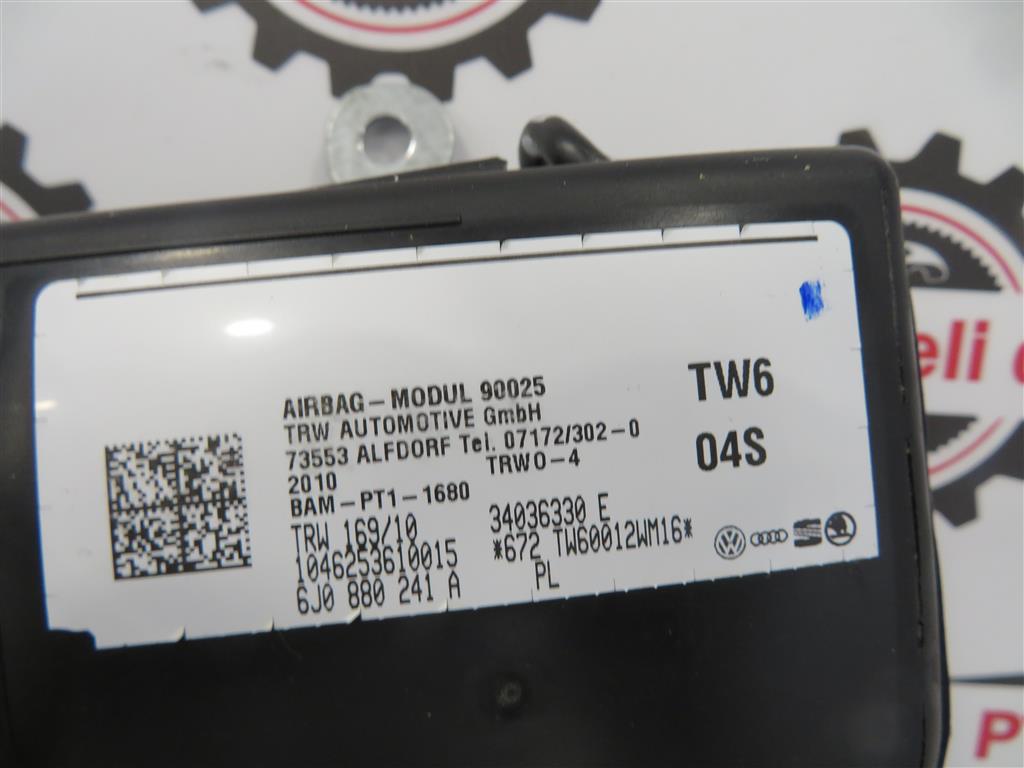 AIRBAG-MODUL 90025
TRW AUTOMOTIVE GmbH
73553 ALFDORF Tel. 07172/302-0
2010 TRWO-4
BAM-PT1-1680
TRW 169/10 34036330 E
1046253610015 *672 TW60012WM16*
6J0 880 241 A PL
TW6
04S
eli
P